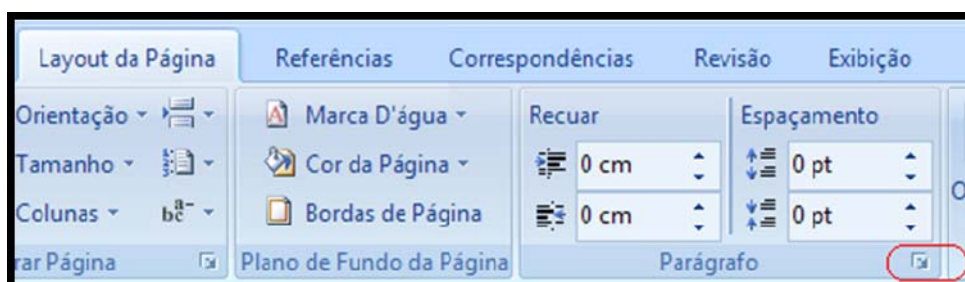 Layout da Página Referências Correspondências Revisão Exibição
Orientação Marca D'água Recuar Espaçamento
Tamanho Cor da Página 0 cm 0 pt
Colunas Bordas de Página 0 cm 0 pt
rar Página Plano de Fundo da Página Parágrafo